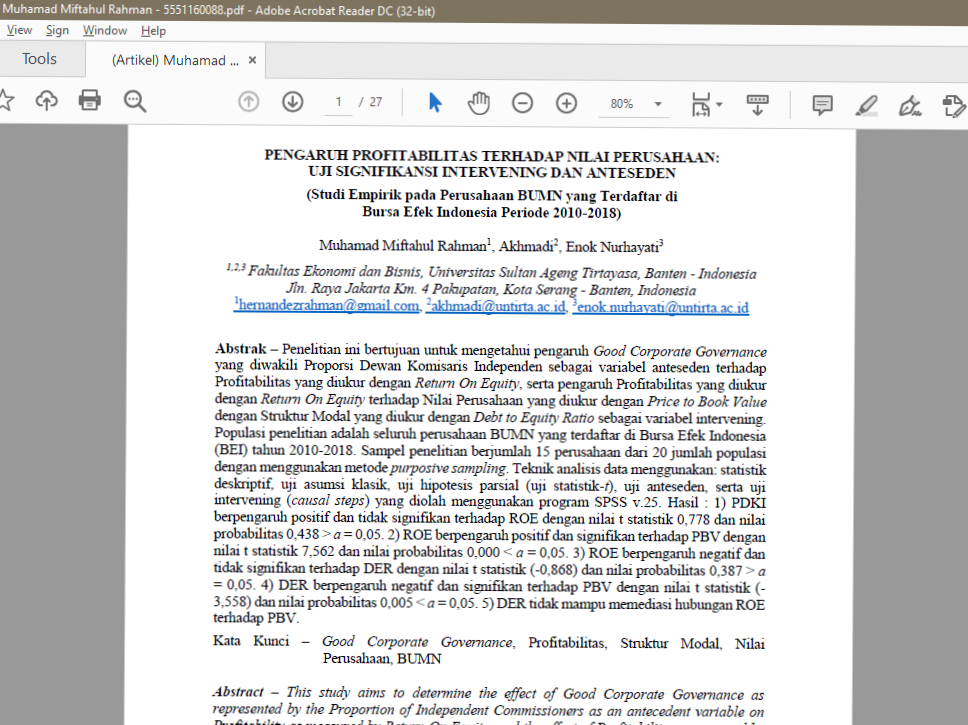 Muhamad Miftahul Rahman - 5551160088.pdf - Adobe Acrobat Reader DC (32-bit)
View Sign Window Help
Tools (Artikel) Muhamad ... ×
1 / 27 80%
PENGARUH PROFITABILITAS TERHADAP NILAI PERUSAHAAN:
UJI SIGNIFIKANSI INTERVENING DAN ANTESEDEN
(Studi Empirik pada Perusahaan BUMN yang Terdaftar di
Bursa Efek Indonesia Periode 2010-2018)
Muhamad Miftahul Rahman1, Akhmadi2, Enok Nurhayati3
1,2,3 Fakultas Ekonomi dan Bisnis, Universitas Sultan Ageng Tirtayasa, Banten - Indonesia
Jln. Raya Jakarta Km. 4 Pakupatan, Kota Serang - Banten, Indonesia
1hernandezrahman@gmail.com, 2akhmadi@untirta.ac.id, 3enok.nurhayati@untirta.ac.id
Abstrak – Penelitian ini bertujuan untuk mengetahui pengaruh Good Corporate Governance
yang diwakili Proporsi Dewan Komisaris Independen sebagai variabel anteseden terhadap
Profitabilitas yang diukur dengan Return On Equity, serta pengaruh Profitabilitas yang diukur
dengan Return On Equity terhadap Nilai Perusahaan yang diukur dengan Price to Book Value
dengan Struktur Modal yang diukur dengan Debt to Equity Ratio sebagai variabel intervening.
Populasi penelitian adalah seluruh perusahaan BUMN yang terdaftar di Bursa Efek Indonesia
(BEI) tahun 2010-2018. Sampel penelitian berjumlah 15 perusahaan dari 20 jumlah populasi
dengan menggunakan metode purposive sampling. Teknik analisis data menggunakan: statistik
deskriptif, uji asumsi klasik, uji hipotesis parsial (uji statistik-t), uji anteseden, serta uji
intervening (causal steps) yang diolah menggunakan program SPSS v.25. Hasil : 1) PDKI
berpengaruh positif dan tidak signifikan terhadap ROE dengan nilai t statistik 0,778 dan nilai
probabilitas 0,438 > a = 0,05. 2) ROE berpengaruh positif dan signifikan terhadap PBV dengan
nilai t statistik 7,562 dan nilai probabilitas 0,000 < a = 0,05. 3) ROE berpengaruh negatif dan
tidak signifikan terhadap DER dengan nilai t statistik (-0,868) dan nilai probabilitas 0,387 > a
= 0,05. 4) DER berpengaruh negatif dan signifikan terhadap PBV dengan nilai t statistik (-
3,558) dan nilai probabilitas 0,005 < a = 0,05. 5) DER tidak mampu memediasi hubungan ROE
terhadap PBV.
Kata Kunci – Good Corporate Governance, Profitabilitas, Struktur Modal, Nilai
Perusahaan, BUMN
Abstract – This study aims to determine the effect of Good Corporate Governance as
represented by the Proportion of Independent Commissioners as an antecedent variable on